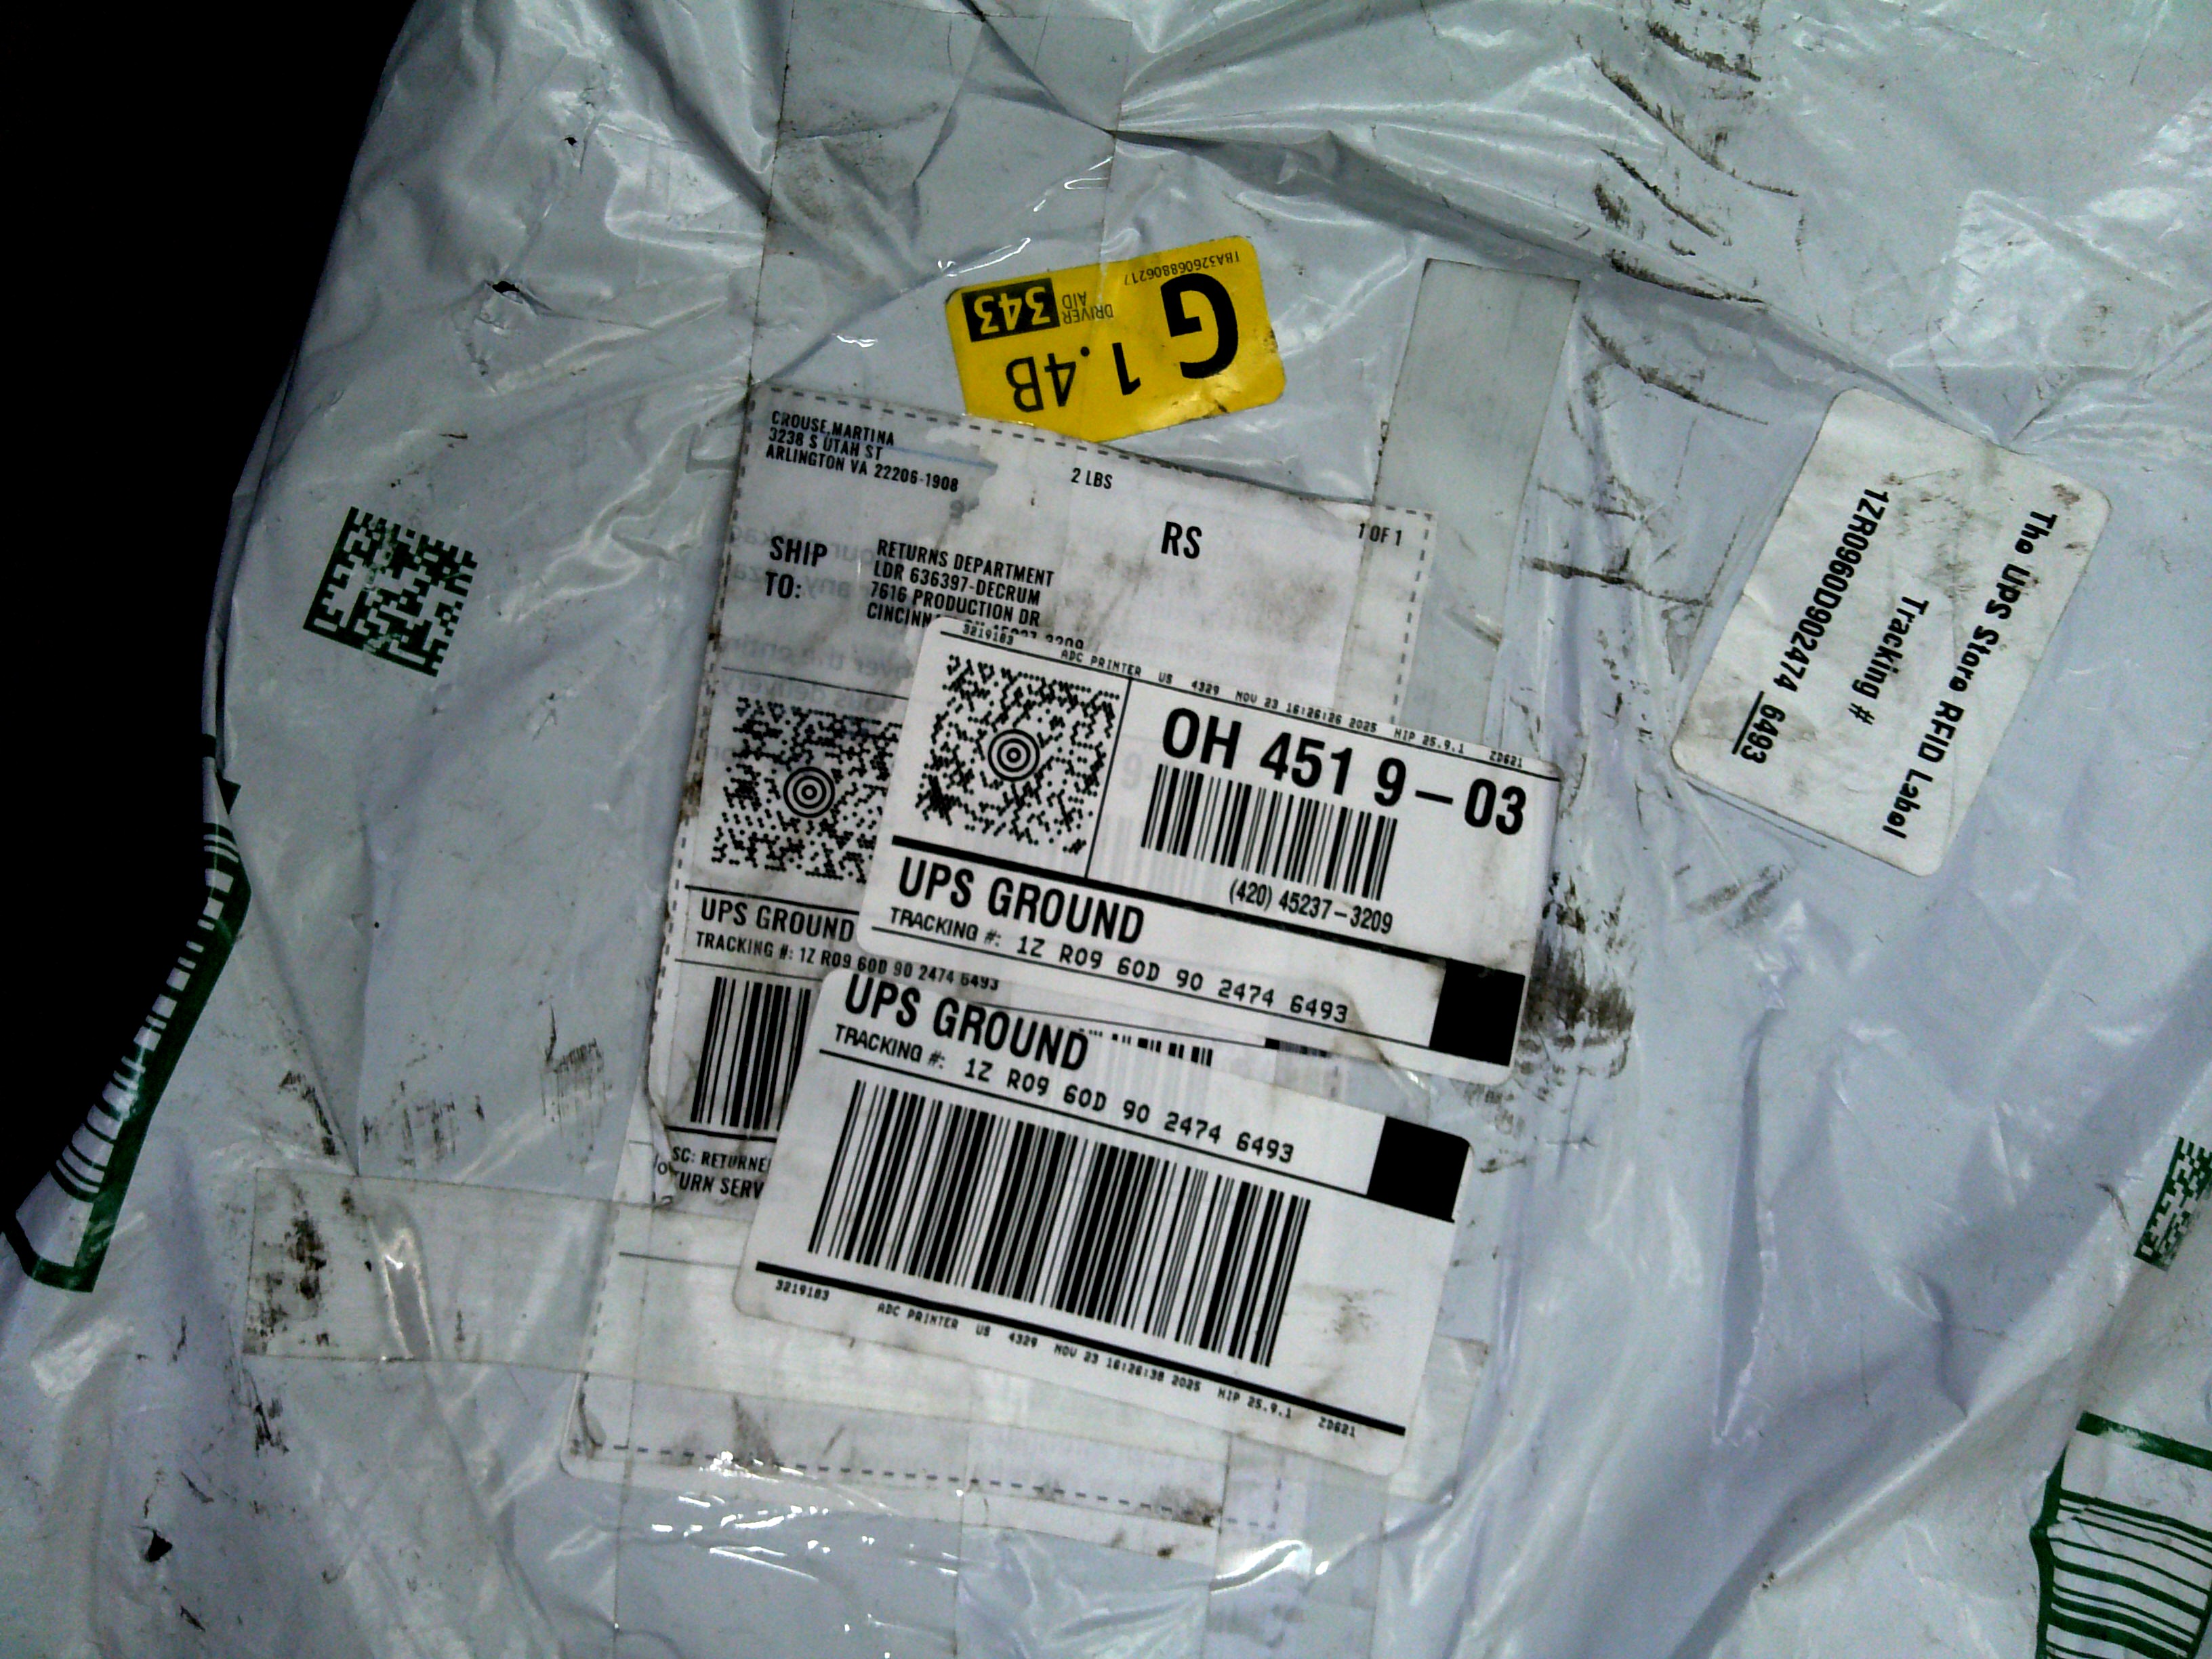 TBA326068806217
G
DRIVER
AID
343
1.4B
CROUSE,MARTINA
3238 S UTAH ST
ARLINGTON VA 22206-1908
2 LBS
1 OF 1
RS
SHIP
TO:
RETURNS DEPARTMENT
LDR 636397-DECRUM
7616 PRODUCTION DR
3219183 ADC PRINTER US 4329 NOV 23 16:26:26 2025 HIP 25.9.1 ZD621
OH 451 9-03
(420) 45237-3209
UPS GROUND
TRACKING #: 1Z R09 60D 90 2474 6493
UPS GROUND
TRACKING #: 1Z R09 60D 90 2474 6493
UPS GROUND
TRACKING #: 1Z R09 60D 90 2474 6493
SC: RETURNE
URN SERV
3219183 ADC PRINTER US 4329 NOV 23 16:26:38 2025 HIP 25.9.1 ZD621
The UPS Store RFID Label
Tracking #
1ZR0960D902474 6493